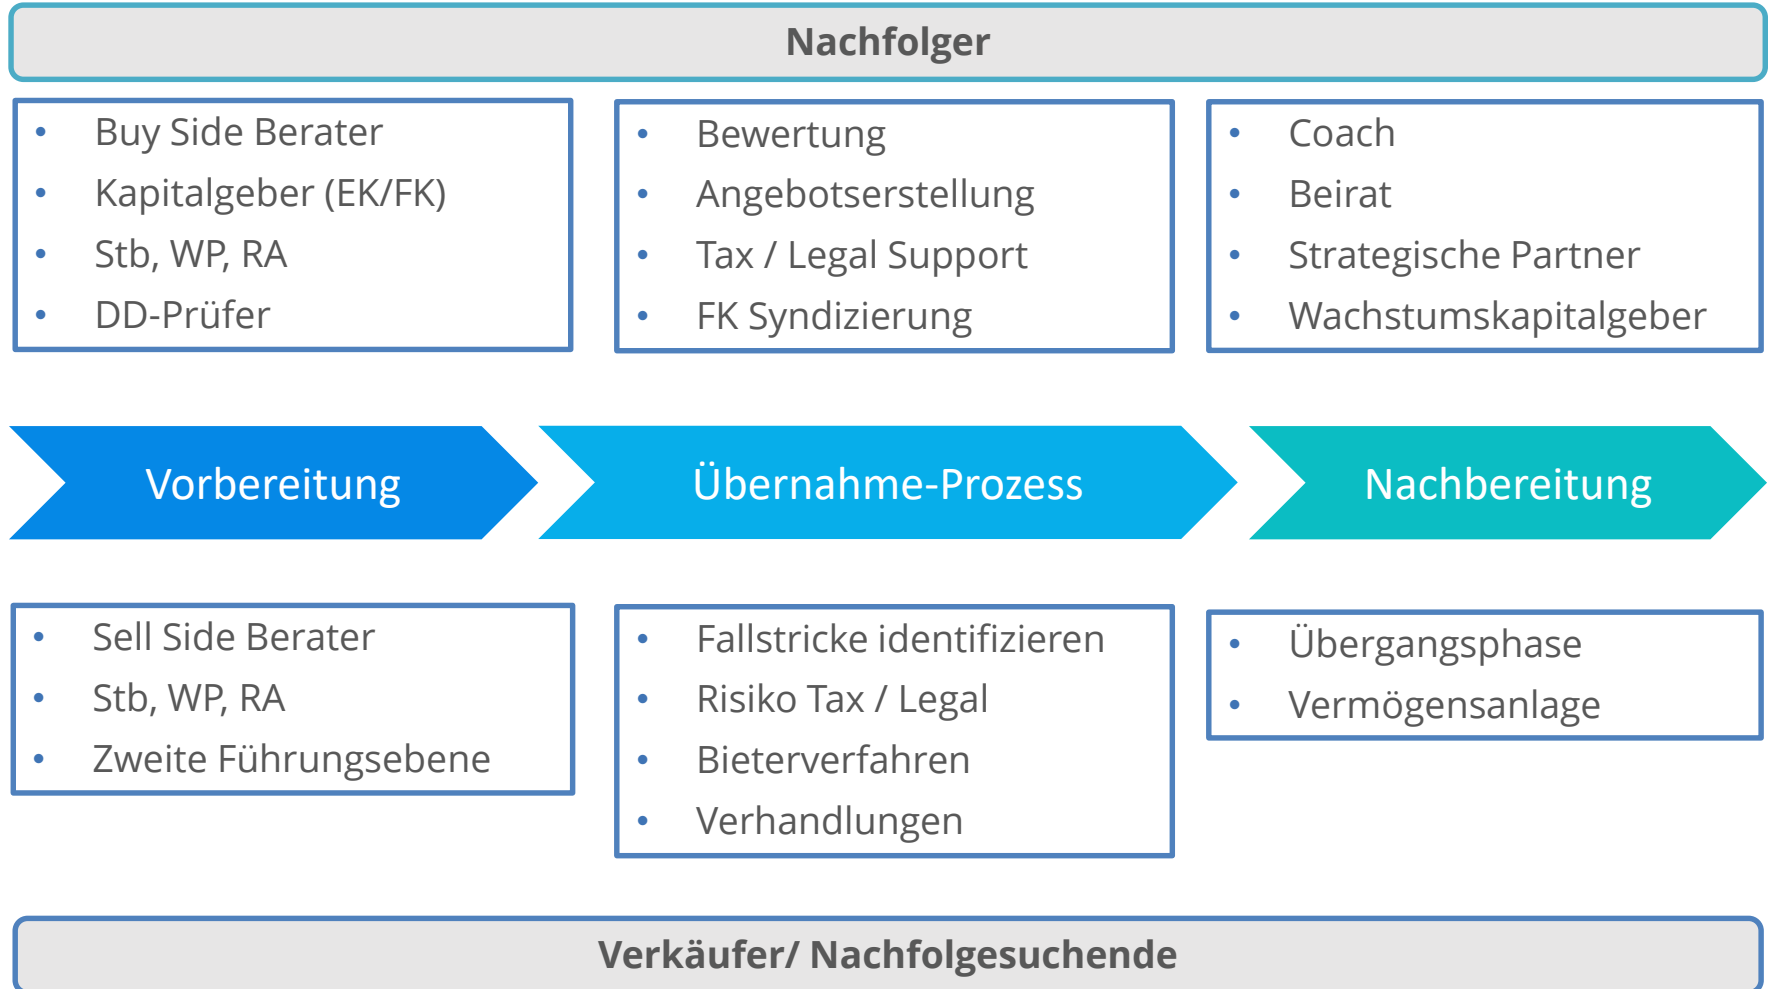 Nachfolger
• Buy Side Berater
• Kapitalgeber (EK/FK)
• Stb, WP, RA
• DD-Prüfer
• Bewertung
• Angebotserstellung
• Tax / Legal Support
• FK Syndizierung
• Coach
• Beirat
• Strategische Partner
• Wachstumskapitalgeber
Vorbereitung
Übernahme-Prozess
Nachbereitung
• Sell Side Berater
• Stb, WP, RA
• Zweite Führungsebene
• Fallstricke identifizieren
• Risiko Tax / Legal
• Bieterverfahren
• Verhandlungen
• Übergangsphase
• Vermögensanlage
Verkäufer/ Nachfolgesuchende